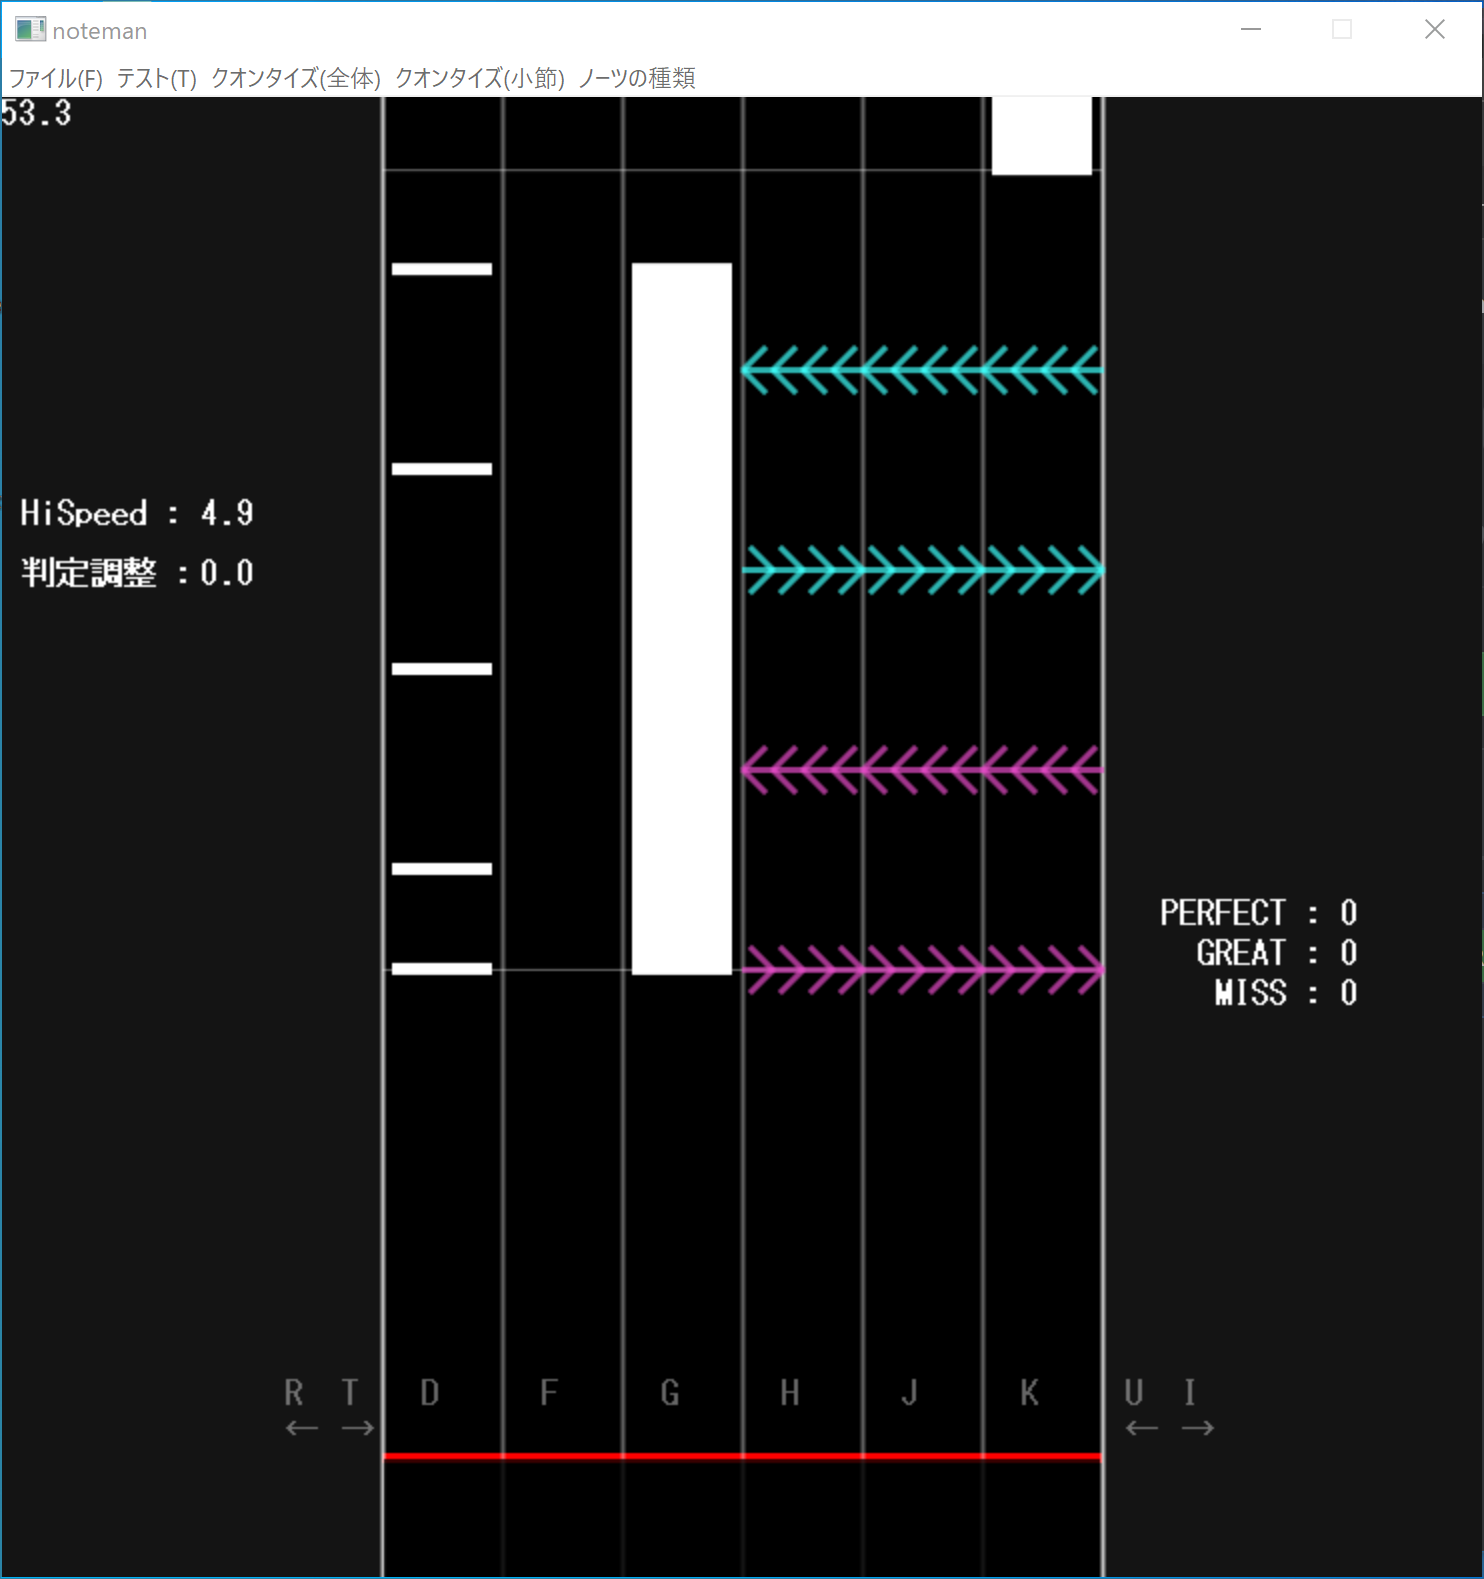 noteman
ファイル(F) テスト(T) クオンタイズ(全体) クオンタイズ(小節) ノーツの種類
53.3
HiSpeed : 4.9
判定調整 :0.0
PERFECT : 0
GREAT : 0
MISS : 0
R T D F G H J K U I
← → ← →